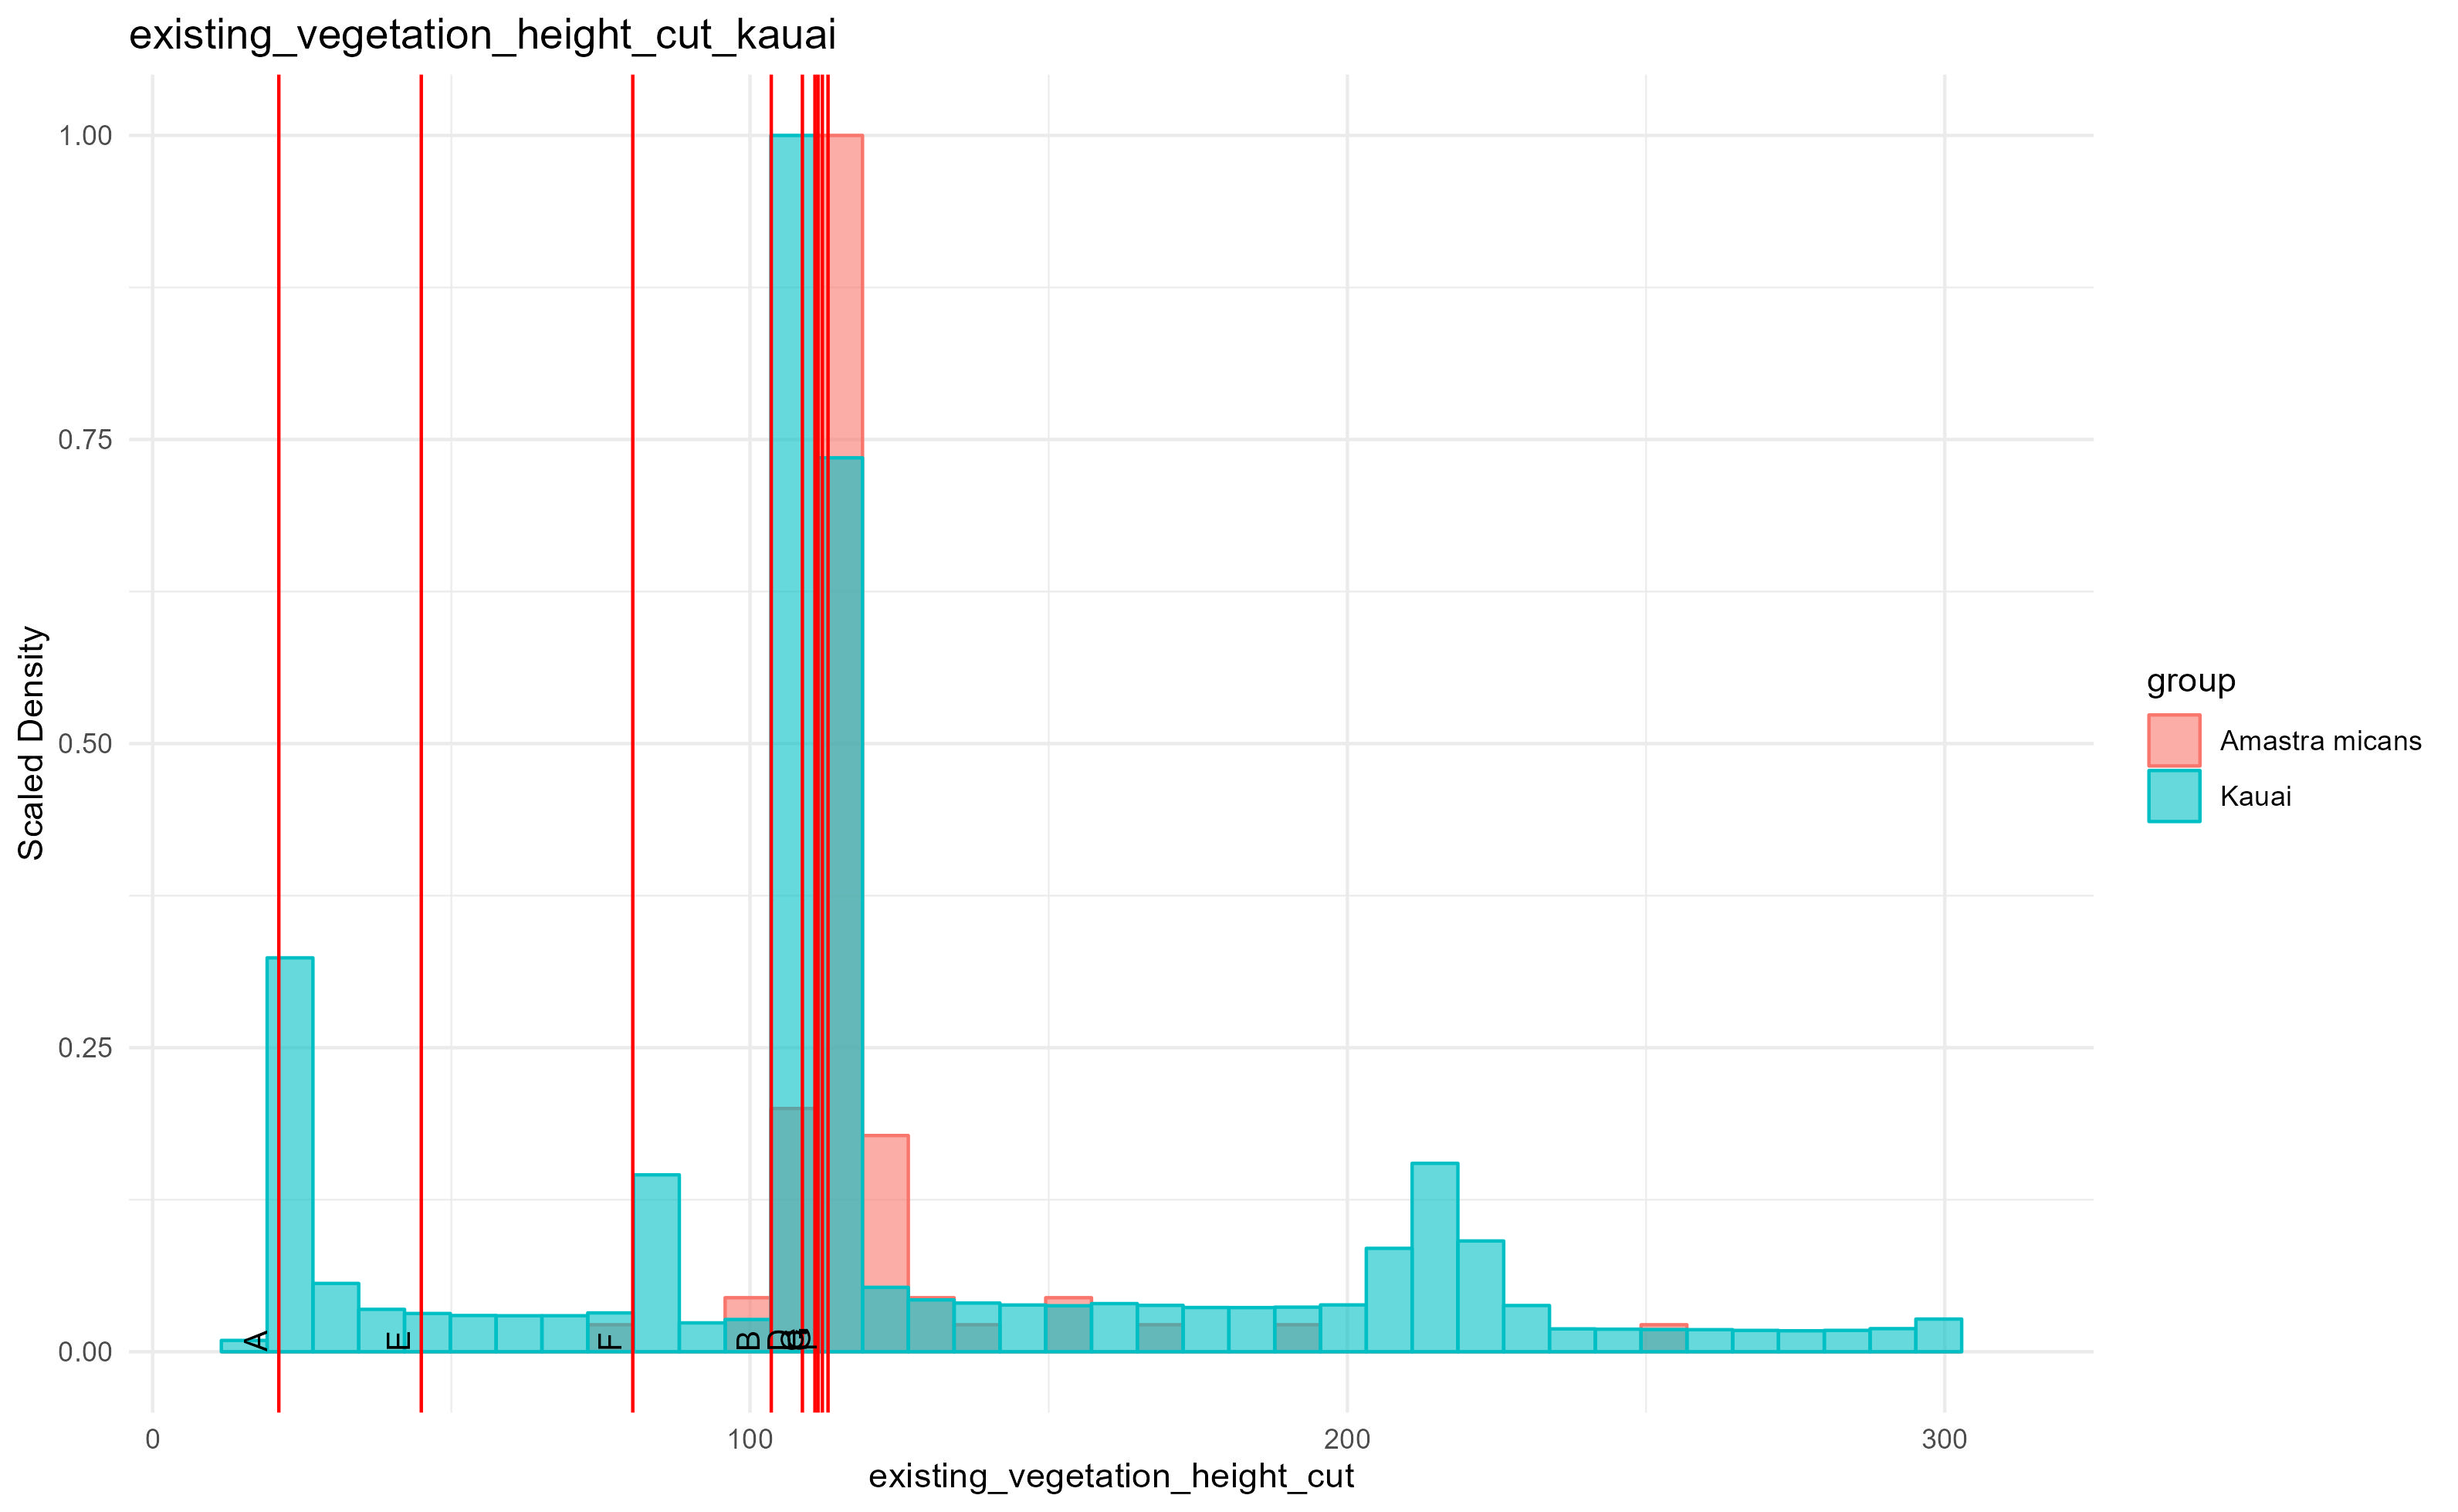 existing_vegetation_height_cut_kauai
1.00
0.75
0.50
0.25
0.00
Scaled Density
A
E
F
B
0
100
200
300
existing_vegetation_height_cut
group
Amastra micans
Kauai